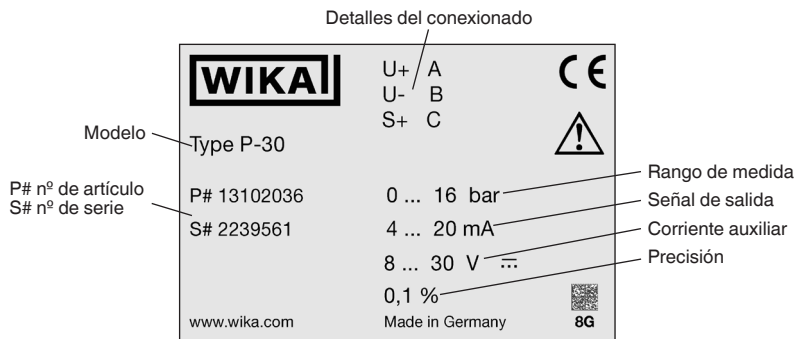 Detalles del conexionado
WIKA
U+ A
U- B
S+ C
CE
Modelo
Type P-30
P# nº de artículo
S# nº de serie
P# 13102036
S# 2239561
0 ... 16 bar
Rango de medida
4 ... 20 mA
Señal de salida
8 ... 30 V
Corriente auxiliar
0,1 %
Precisión
www.wika.com
Made in Germany
8G